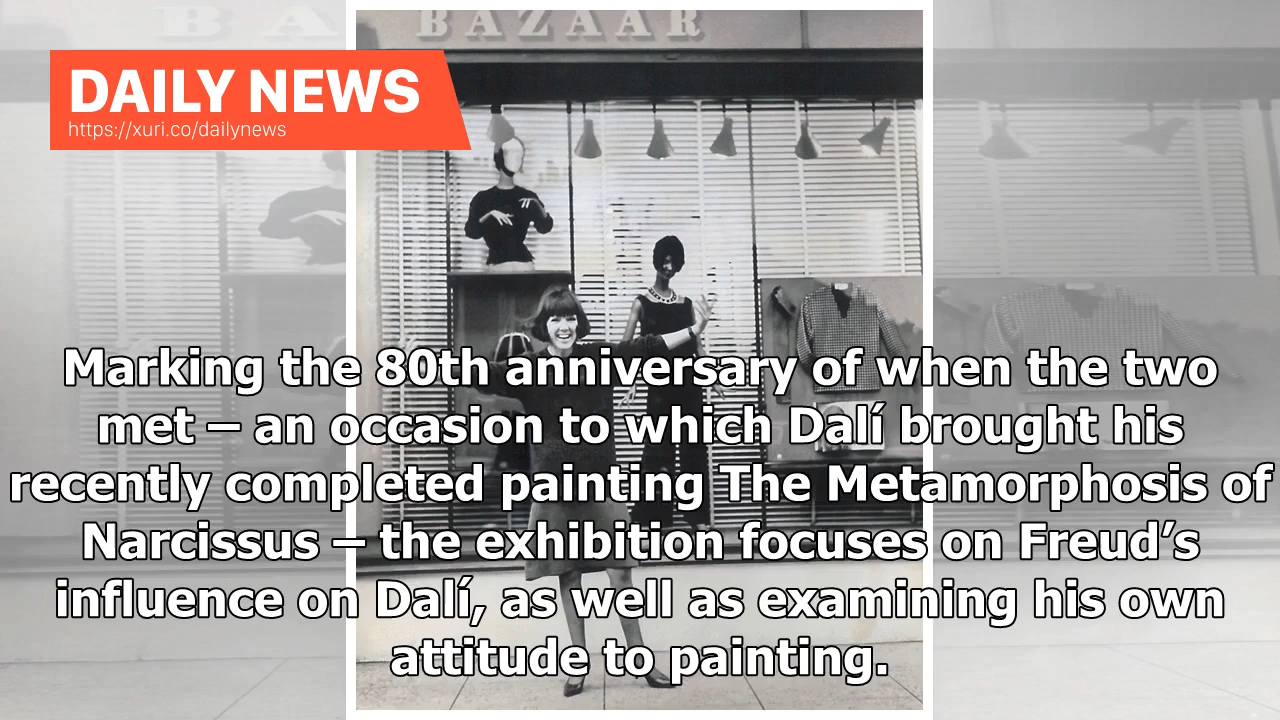 BAZAAR
DAILY NEWS
https://xuri.co/dailynews
Marking the 80th anniversary of when the two
met – an occasion to which Dalí brought his
recently completed painting The Metamorphosis of
Narcissus – the exhibition focuses on Freud’s
influence on Dalí, as well as examining his own
attitude to painting.